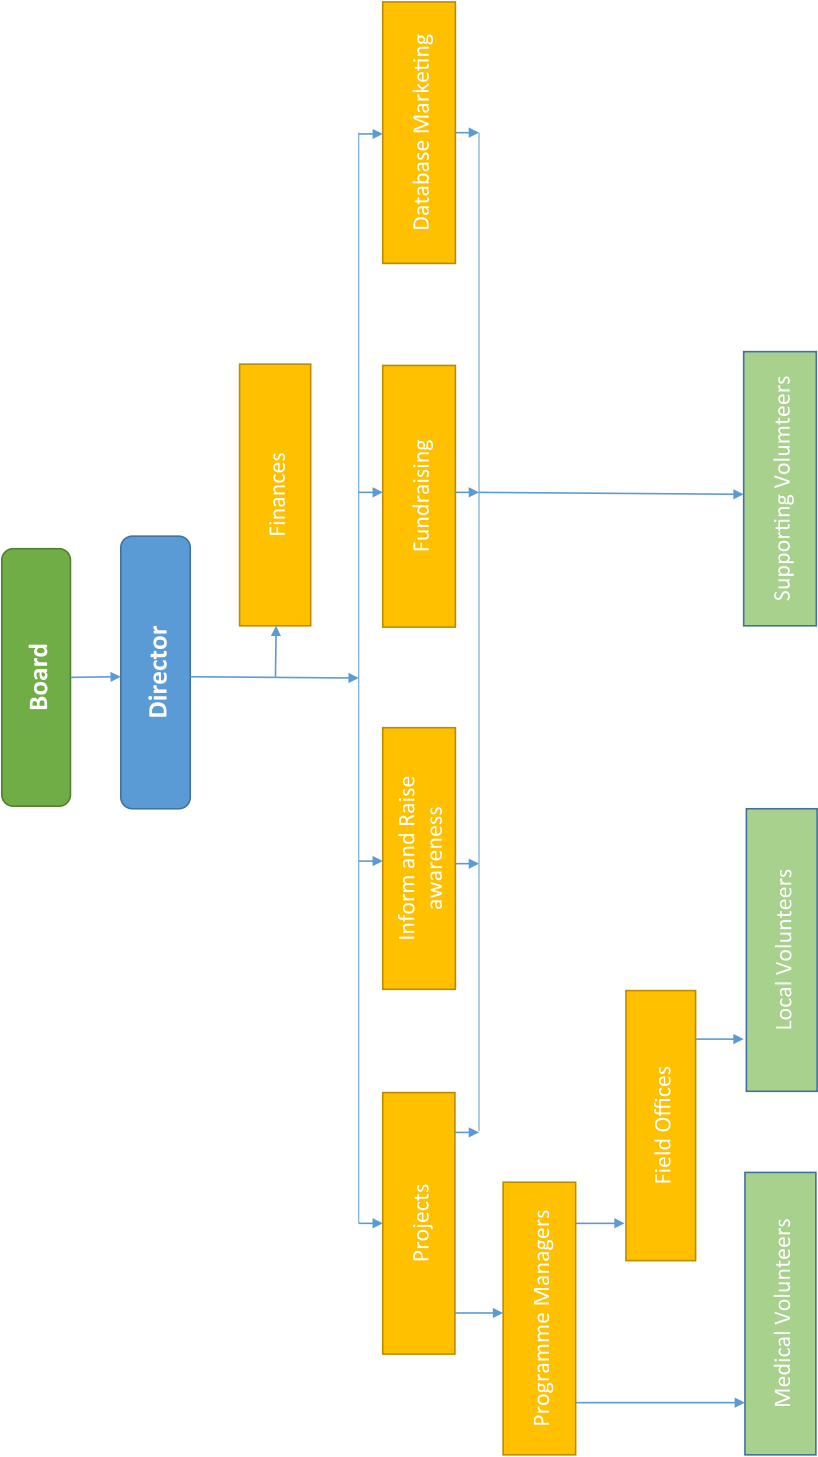 Board
Director
Finances
Projects
Inform and Raise
awareness
Fundraising
Database Marketing
Programme Managers
Field Offices
Medical Volunteers
Local Volunteers
Supporting Volumteers